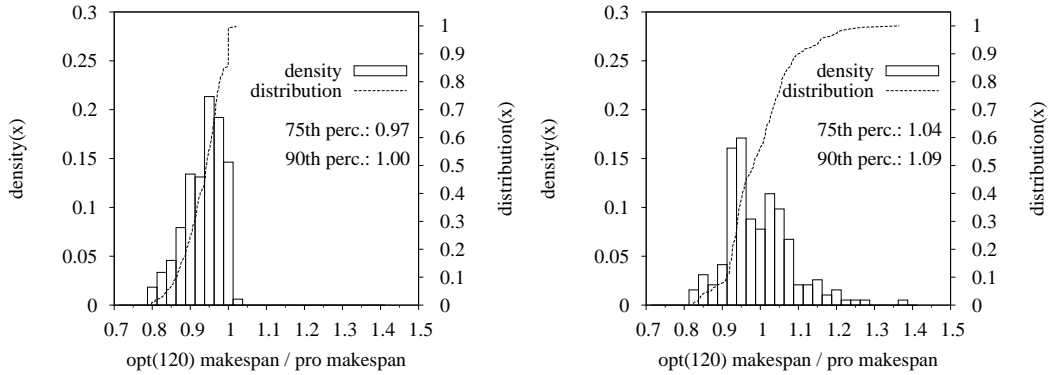 0.3
0.25
0.2
0.15
0.1
0.05
0
density(x)
0.7 0.8 0.9 1 1.1 1.2 1.3 1.4 1.5
opt(120) makespan / pro makespan
1
0.9
0.8
0.7
0.6
0.5
0.4
0.3
0.2
0.1
0
distribution(x)
density
distribution
75th perc.: 0.97
90th perc.: 1.00
0.3
0.25
0.2
0.15
0.1
0.05
0
density(x)
0.7 0.8 0.9 1 1.1 1.2 1.3 1.4 1.5
opt(120) makespan / pro makespan
1
0.9
0.8
0.7
0.6
0.5
0.4
0.3
0.2
0.1
0
distribution(x)
density
distribution
75th perc.: 1.04
90th perc.: 1.09